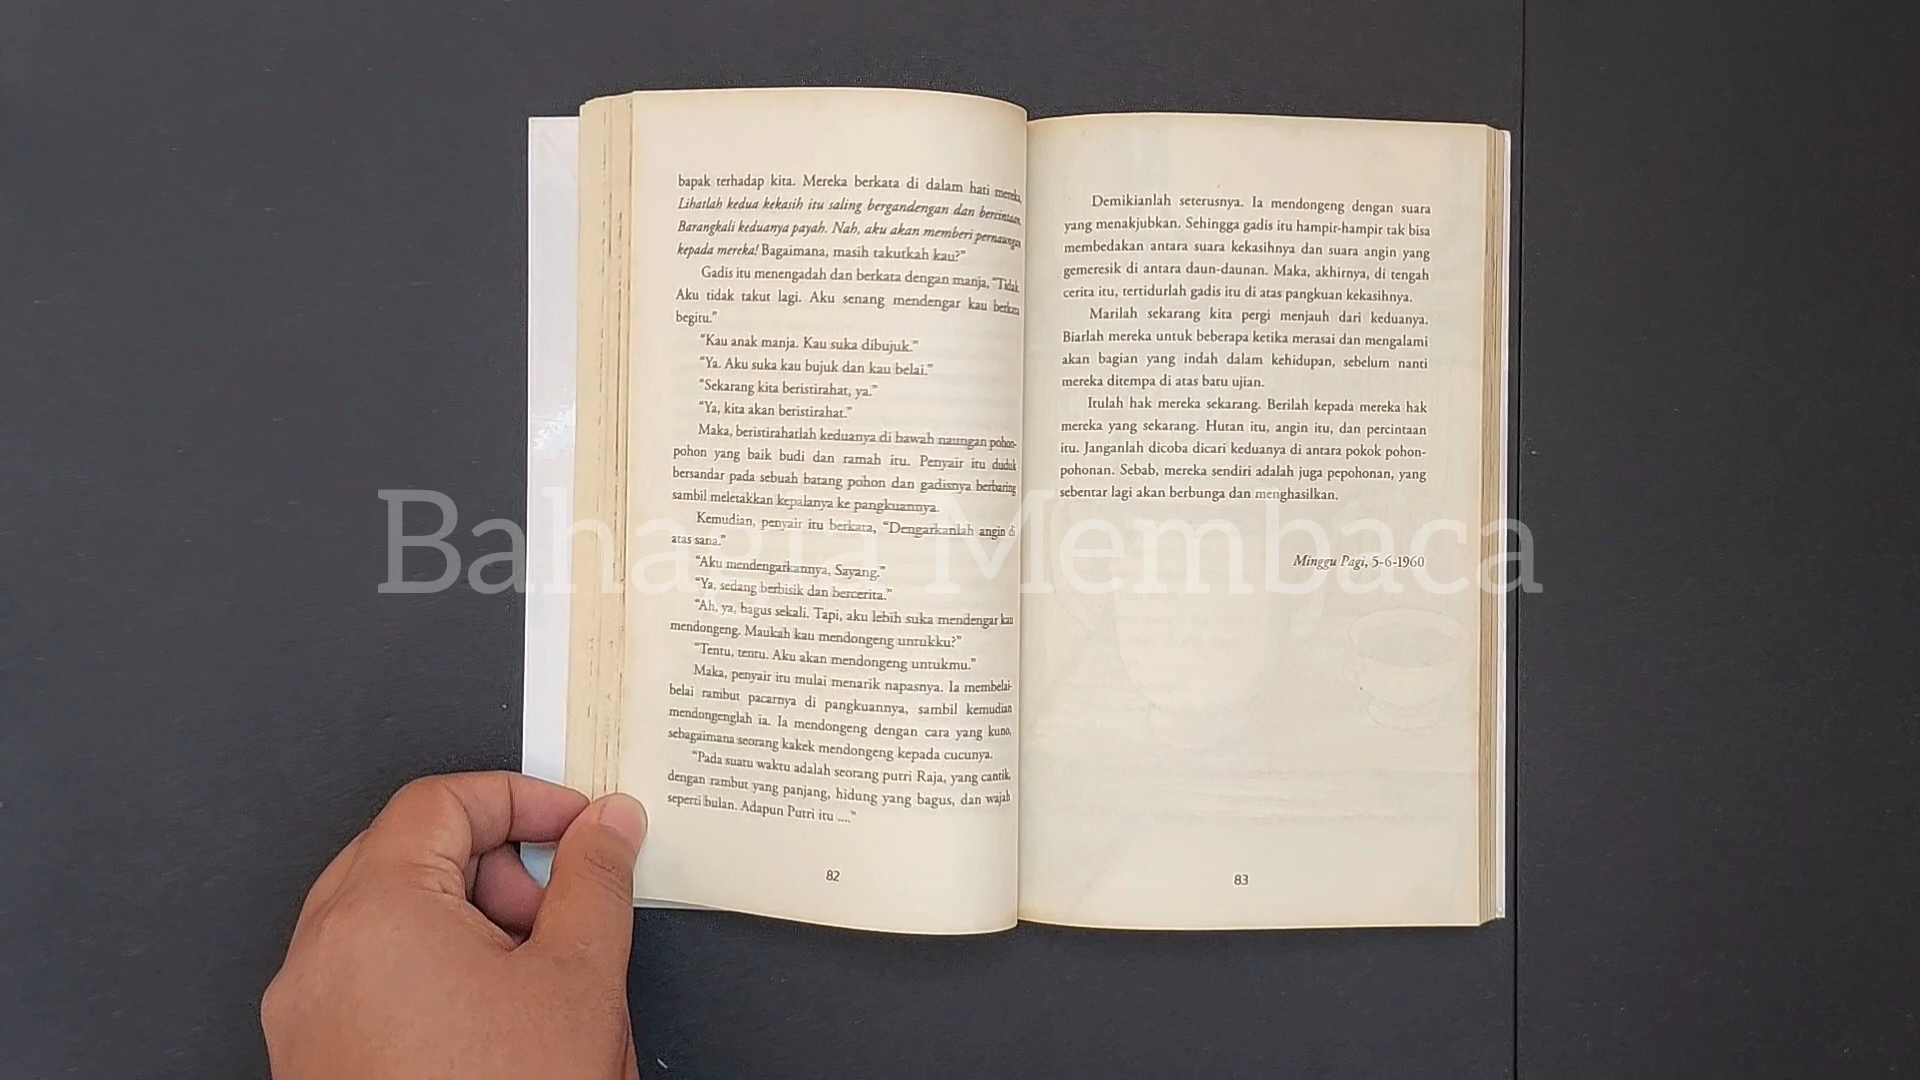 bapak terhadap kita. Mereka berkata di dalam hati mereka,
Lihatlah kedua kekasih itu saling bergandengan dan bercintaan.
Barangkali keduanya payah. Nah, aku akan memberi pernaungan
kepada mereka! Bagaimana, masih takutkah kau?”
Gadis itu menengadah dan berkata dengan manja, “Tidak.
Aku tidak takut lagi. Aku senang mendengar kau berkata
begitu.”
“Kau anak manja. Kau suka dibujuk.”
“Ya. Aku suka kau bujuk dan kau belai.”
“Sekarang kita beristirahat, ya.”
“Ya, kita akan beristirahat.”
Maka, beristirahatlah keduanya di bawah naungan pohon-
pohon yang baik budi dan ramah itu. Penyair itu duduk
bersandar pada sebuah batang pohon dan gadisnya berbaring
sambil meletakkan kepalanya ke pangkuannya.
Kemudian, penyair itu berkata, “Dengarkanlah angin di
atas sana.”
“Aku mendengarkannya, Sayang.”
“Ya, sedang berbisik dan bercerita.”
“Ah, ya, bagus sekali. Tapi, aku lebih suka mendengar kau
mendongeng. Maukah kau mendongeng untukku?”
“Tentu, tentu. Aku akan mendongeng untukmu.”
Maka, penyair itu mulai menarik napasnya. Ia membelai-
belai rambut pacarnya di pangkuannya, sambil kemudian
mendongenglah ia. Ia mendongeng dengan cara yang kuno,
sebagaimana seorang kakek mendongeng kepada cucunya.
“Pada suatu waktu adalah seorang putri Raja, yang cantik,
dengan rambut yang panjang, hidung yang bagus, dan wajah
seperti bulan. Adapun Putri itu ....”
82
Demikianlah seterusnya. Ia mendongeng dengan suara
yang menakjubkan. Sehingga gadis itu hampir-hampir tak bisa
membedakan antara suara kekasihnya dan suara angin yang
gemeresik di antara daun-daunan. Maka, akhirnya, di tengah
cerita itu, tertidurlah gadis itu di atas pangkuan kekasihnya.
Marilah sekarang kita pergi menjauh dari keduanya.
Biarlah mereka untuk beberapa ketika merasai dan mengalami
akan bagian yang indah dalam kehidupan, sebelum nanti
mereka ditempa di atas batu ujian.
Itulah hak mereka sekarang. Berilah kepada mereka hak
mereka yang sekarang. Hutan itu, angin itu, dan percintaan
itu. Janganlah dicoba dicari keduanya di antara pokok pohon-
pohonan. Sebab, mereka sendiri adalah juga pepohonan, yang
sebentar lagi akan berbunga dan menghasilkan.
Minggu Pagi, 5-6-1960
83
Bahagia Membaca